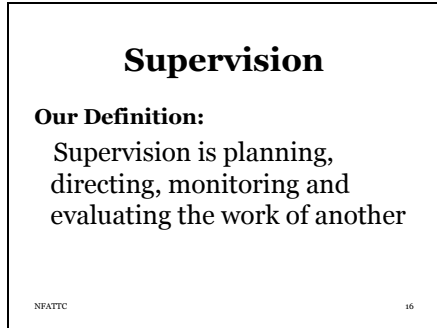 Supervision
Our Definition:
Supervision is planning,
directing, monitoring and
evaluating the work of another
NFATTC
16